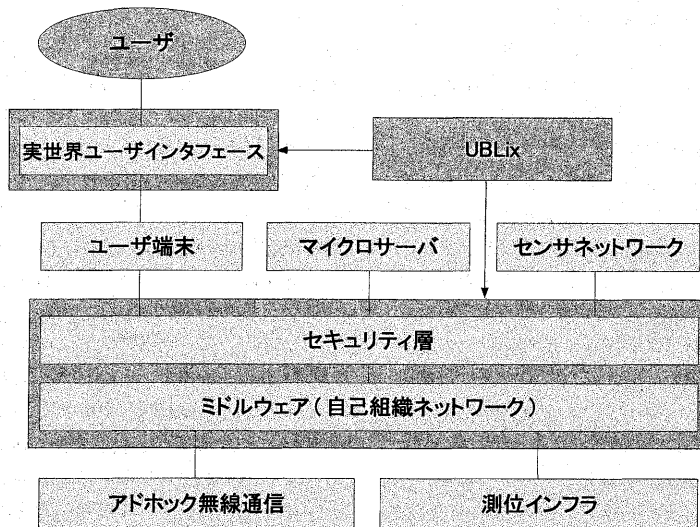 ユーザ
実世界ユーザインタフェース
UBLix
ユーザ端末
マイクロサーバ
センサネットワーク
セキュリティ層
ミドルウェア(自己組織ネットワーク)
アドホック無線通信
測位インフラ